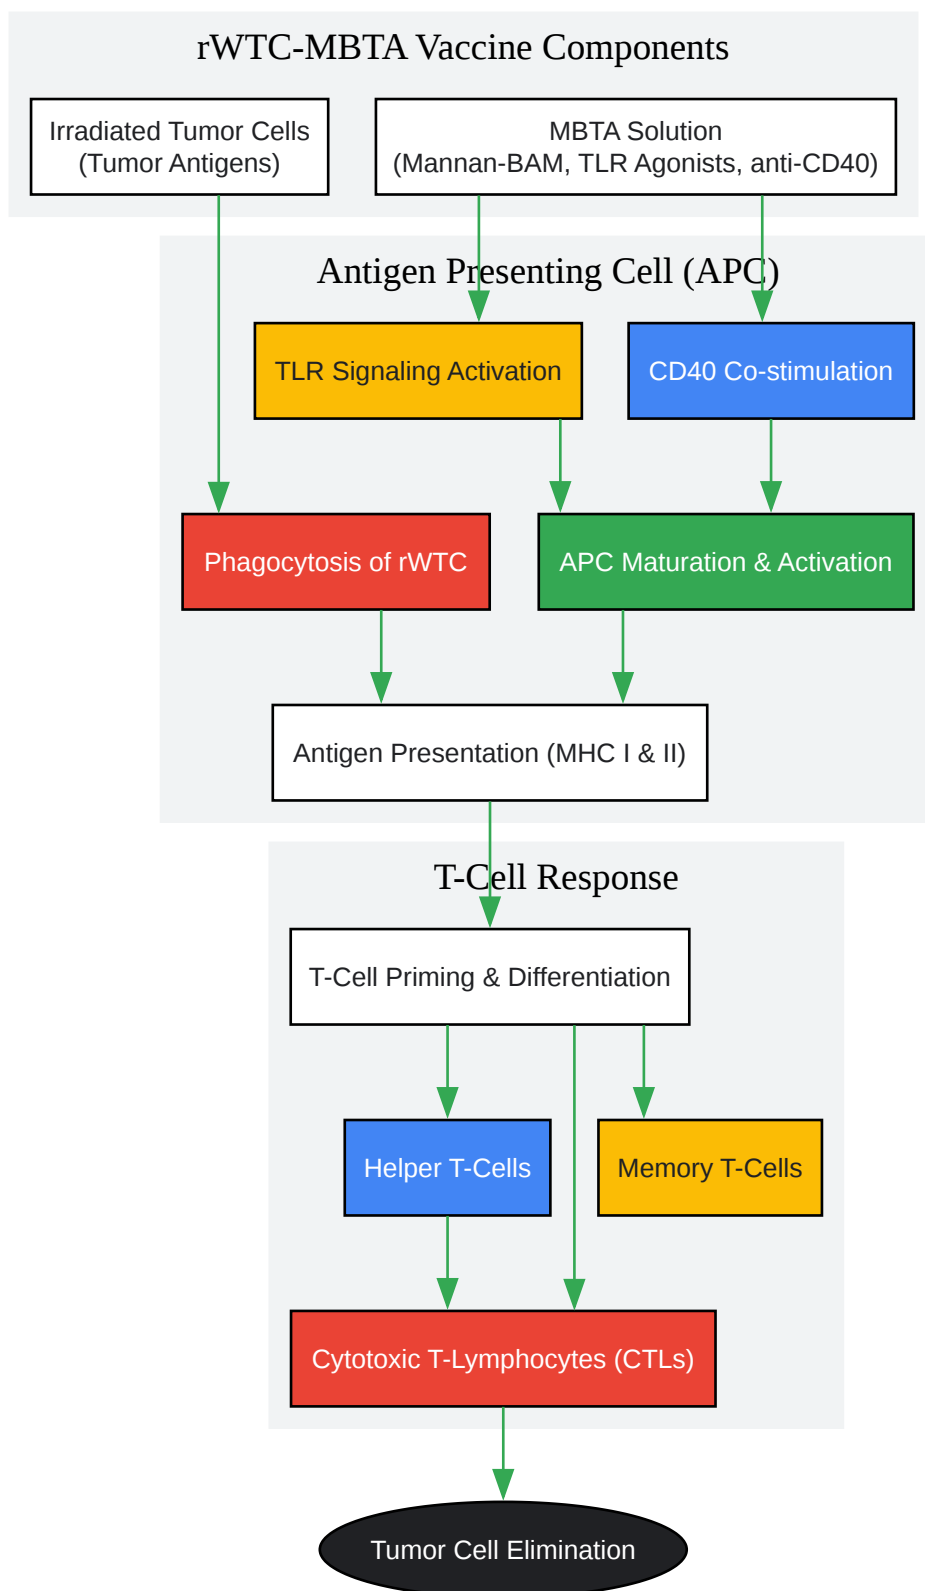 rWTC-MBTA Vaccine Components
Irradiated Tumor Cells
(Tumor Antigens)
MBTA Solution
(Mannan-BAM, TLR Agonists, anti-CD40)
Antigen Presenting Cell (APC)
TLR Signaling Activation
CD40 Co-stimulation
Phagocytosis of rWTC
APC Maturation & Activation
Antigen Presentation (MHC I & II)
T-Cell Response
T-Cell Priming & Differentiation
Helper T-Cells
Memory T-Cells
Cytotoxic T-Lymphocytes (CTLs)
Tumor Cell Elimination